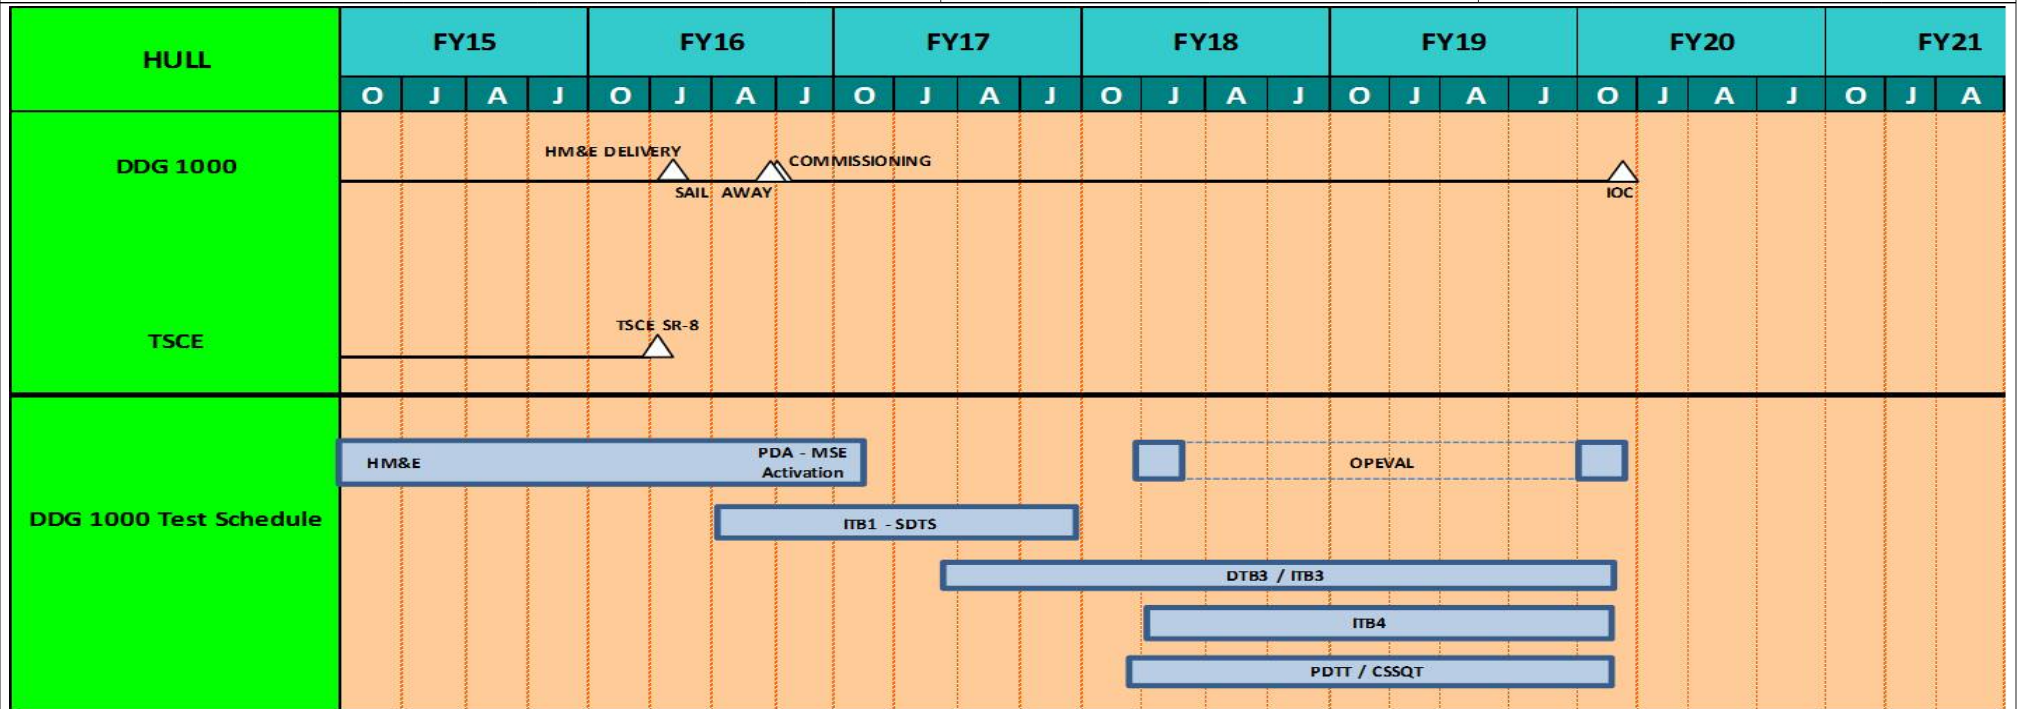 HULL
FY15 FY16 FY17 FY18 FY19 FY20 FY21
O J A J O J A J O J A J O J A J O J A J O J A J O J A
DDG 1000
HM&E DELIVERY
COMMISSIONING
SAIL AWAY
IOC
TSCE
TSCE SR-8
DDG 1000 Test Schedule
HM&E
PDA - MSE
Activation
OPEVAL
ITB1 - SDTS
DTB3 / ITB3
ITB4
PDTT / CSSQT